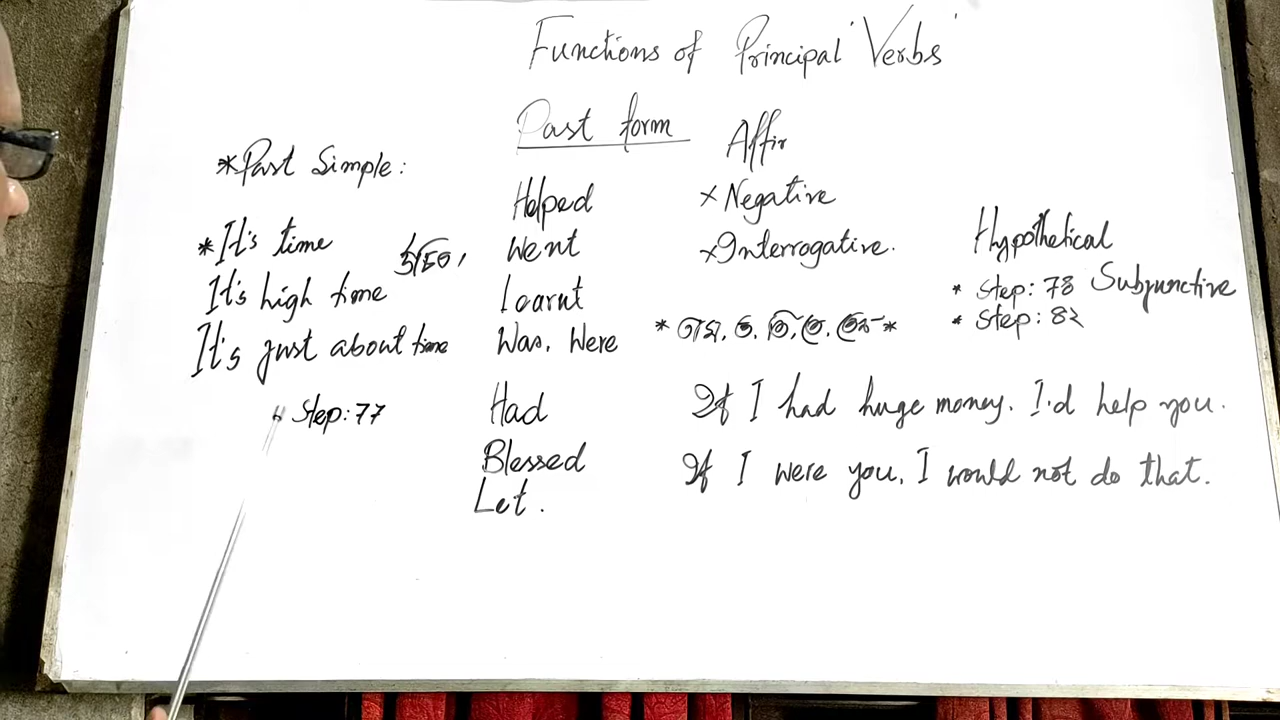 Functions of Principal 'Verbs'
Past form
Affir
*Past Simple:
Helped
× Negative
*It's time
Went
× Interrogative.
Hypothetical
It's high time
learnt
* Step: 78 Subjunctive
It's just about time
Was, Were
* Step: 82
* Step: 77
Had
If I had huge money. I'd help you.
Blessed
If I were you, I would not do that.
Let.